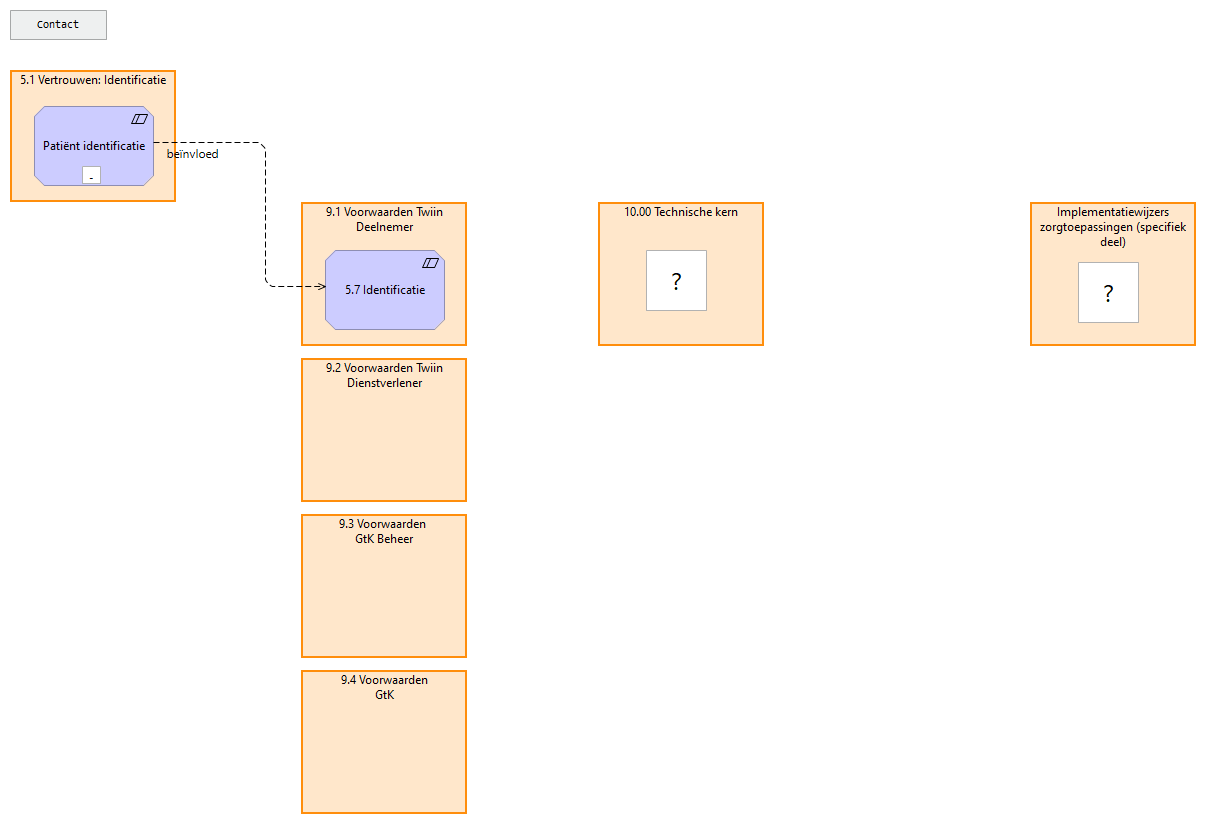 Contact
5.1 Vertrouwen: Identificatie
Patiënt identificatie
-
beïnvloed
9.1 Voorwaarden Twiin
Deelnemer
5.7 Identificatie
10.00 Technische kern
?
Implementatiewijzers
zorgtoepassingen (specifiek
deel)
?
9.2 Voorwaarden Twiin
Dienstverlener
9.3 Voorwaarden
GtK Beheer
9.4 Voorwaarden
GtK